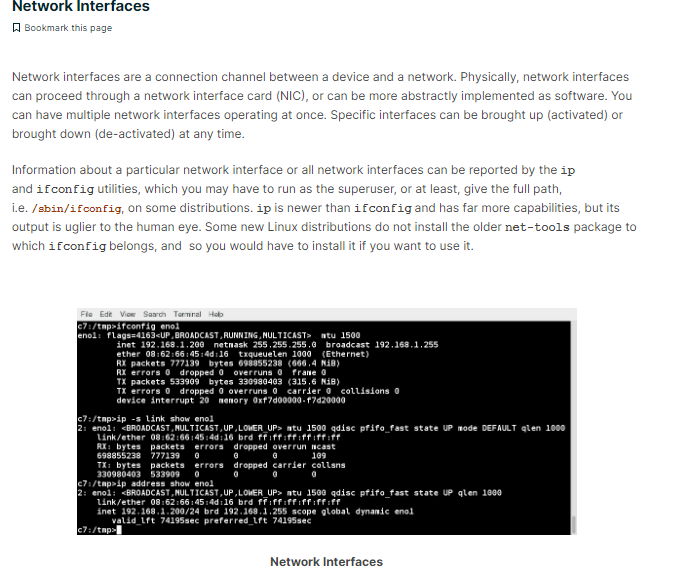 Network Interfaces
Bookmark this page
Network interfaces are a connection channel between a device and a network. Physically, network interfaces
can proceed through a network interface card (NIC), or can be more abstractly implemented as software. You
can have multiple network interfaces operating at once. Specific interfaces can be brought up (activated) or
brought down (de-activated) at any time.
Information about a particular network interface or all network interfaces can be reported by the ip
and ifconfig utilities, which you may have to run as the superuser, or at least, give the full path,
i.e. /sbin/ifconfig, on some distributions. ip is newer than ifconfig and has far more capabilities, but its
output is uglier to the human eye. Some new Linux distributions do not install the older net-tools package to
which ifconfig belongs, and so you would have to install it if you want to use it.
File Edit View Search Terminal Help
c7:/tmp>ifconfig eno1
eno1: flags=4163<UP,BROADCAST,RUNNING,MULTICAST> mtu 1500
inet 192.168.1.200 netmask 255.255.255.0 broadcast 192.168.1.255
ether 08:62:66:45:4d:16 txqueuelen 1000 (Ethernet)
RX packets 777139 bytes 698855238 (666.4 MiB)
RX errors 0 dropped 0 overruns 0 frame 0
TX packets 533909 bytes 330980403 (315.6 MiB)
TX errors 0 dropped 0 overruns 0 carrier 0 collisions 0
device interrupt 20 memory 0xf7d00000-f7d20000
c7:/tmp>ip -s link show eno1
2: eno1: <BROADCAST,MULTICAST,UP,LOWER_UP> mtu 1500 qdisc pfifo_fast state UP mode DEFAULT qlen 1000
link/ether 08:62:66:45:4d:16 brd ff:ff:ff:ff:ff:ff
RX: bytes packets errors dropped overrun mcast
698855238 777139 0 0 0 109
TX: bytes packets errors dropped carrier collsns
330980403 533909 0 0 0 0
c7:/tmp>ip address show eno1
2: eno1: <BROADCAST,MULTICAST,UP,LOWER_UP> mtu 1500 qdisc pfifo_fast state UP qlen 1000
link/ether 08:62:66:45:4d:16 brd ff:ff:ff:ff:ff:ff
inet 192.168.1.200/24 brd 192.168.1.255 scope global dynamic eno1
valid_lft 74195sec preferred_lft 74195sec
c7:/tmp>
Network Interfaces